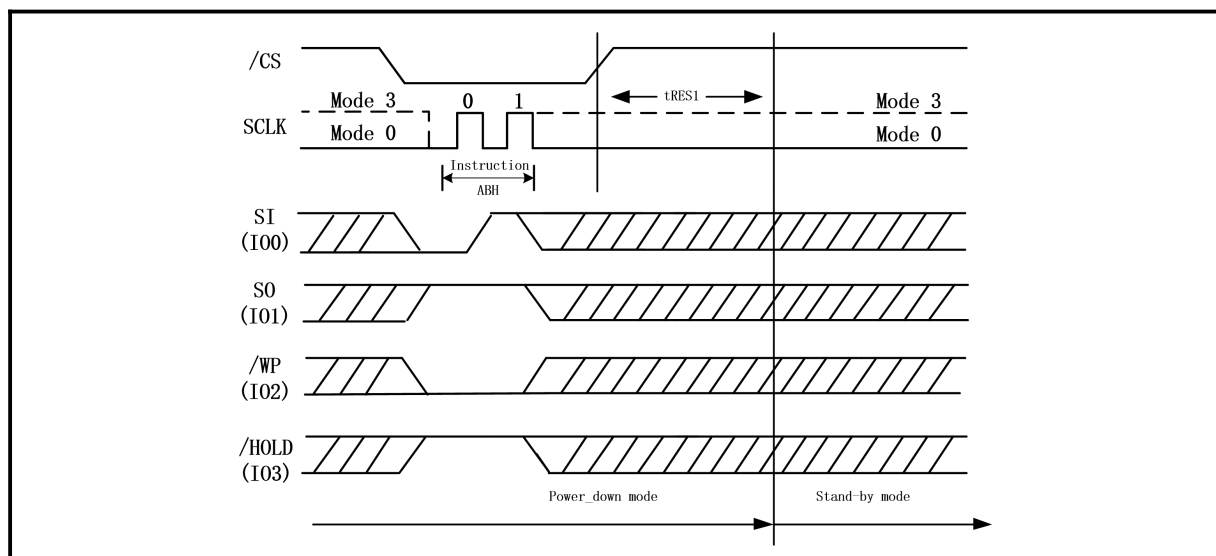 /CS
tRES1
Mode 3 0 1 Mode 3
SCLK
Mode 0 Mode 0
Instruction
ABH
SI
(IO0)
SO
(IO1)
/WP
(IO2)
/HOLD
(IO3)
Power_down mode Stand-by mode